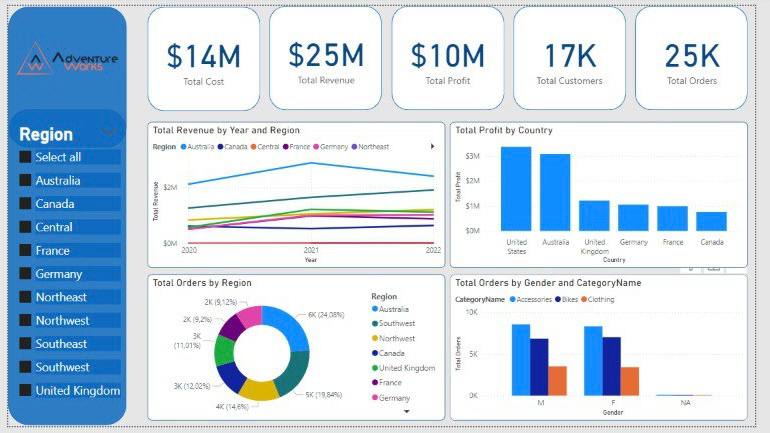 Adventure
Works
Region
Select all
Australia
Canada
Central
France
Germany
Northeast
Northwest
Southeast
Southwest
United Kingdom
$14M
Total Cost
$25M
Total Revenue
$10M
Total Profit
17K
Total Customers
25K
Total Orders
Total Revenue by Year and Region
Region Australia Canada Central France Germany Northeast
Total Revenue
$2M
$0M
2020 2021 2022
Year
Total Profit by Country
Total Profit
$3M
$2M
$1M
$0M
United States
Australia
United Kingdom
Germany
France
Canada
Country
Total Orders by Region
2K (9,12%)
2K (9,2%)
3K (11,01%)
3K (12,02%)
4K (14,6%)
5K (19,84%)
6K (24,08%)
Region
Australia
Southwest
Northwest
Canada
United Kingdom
France
Germany
Total Orders by Gender and CategoryName
CategoryName Accessories Bikes Clothing
Total Orders
10K
5K
0K
M F NA
Gender